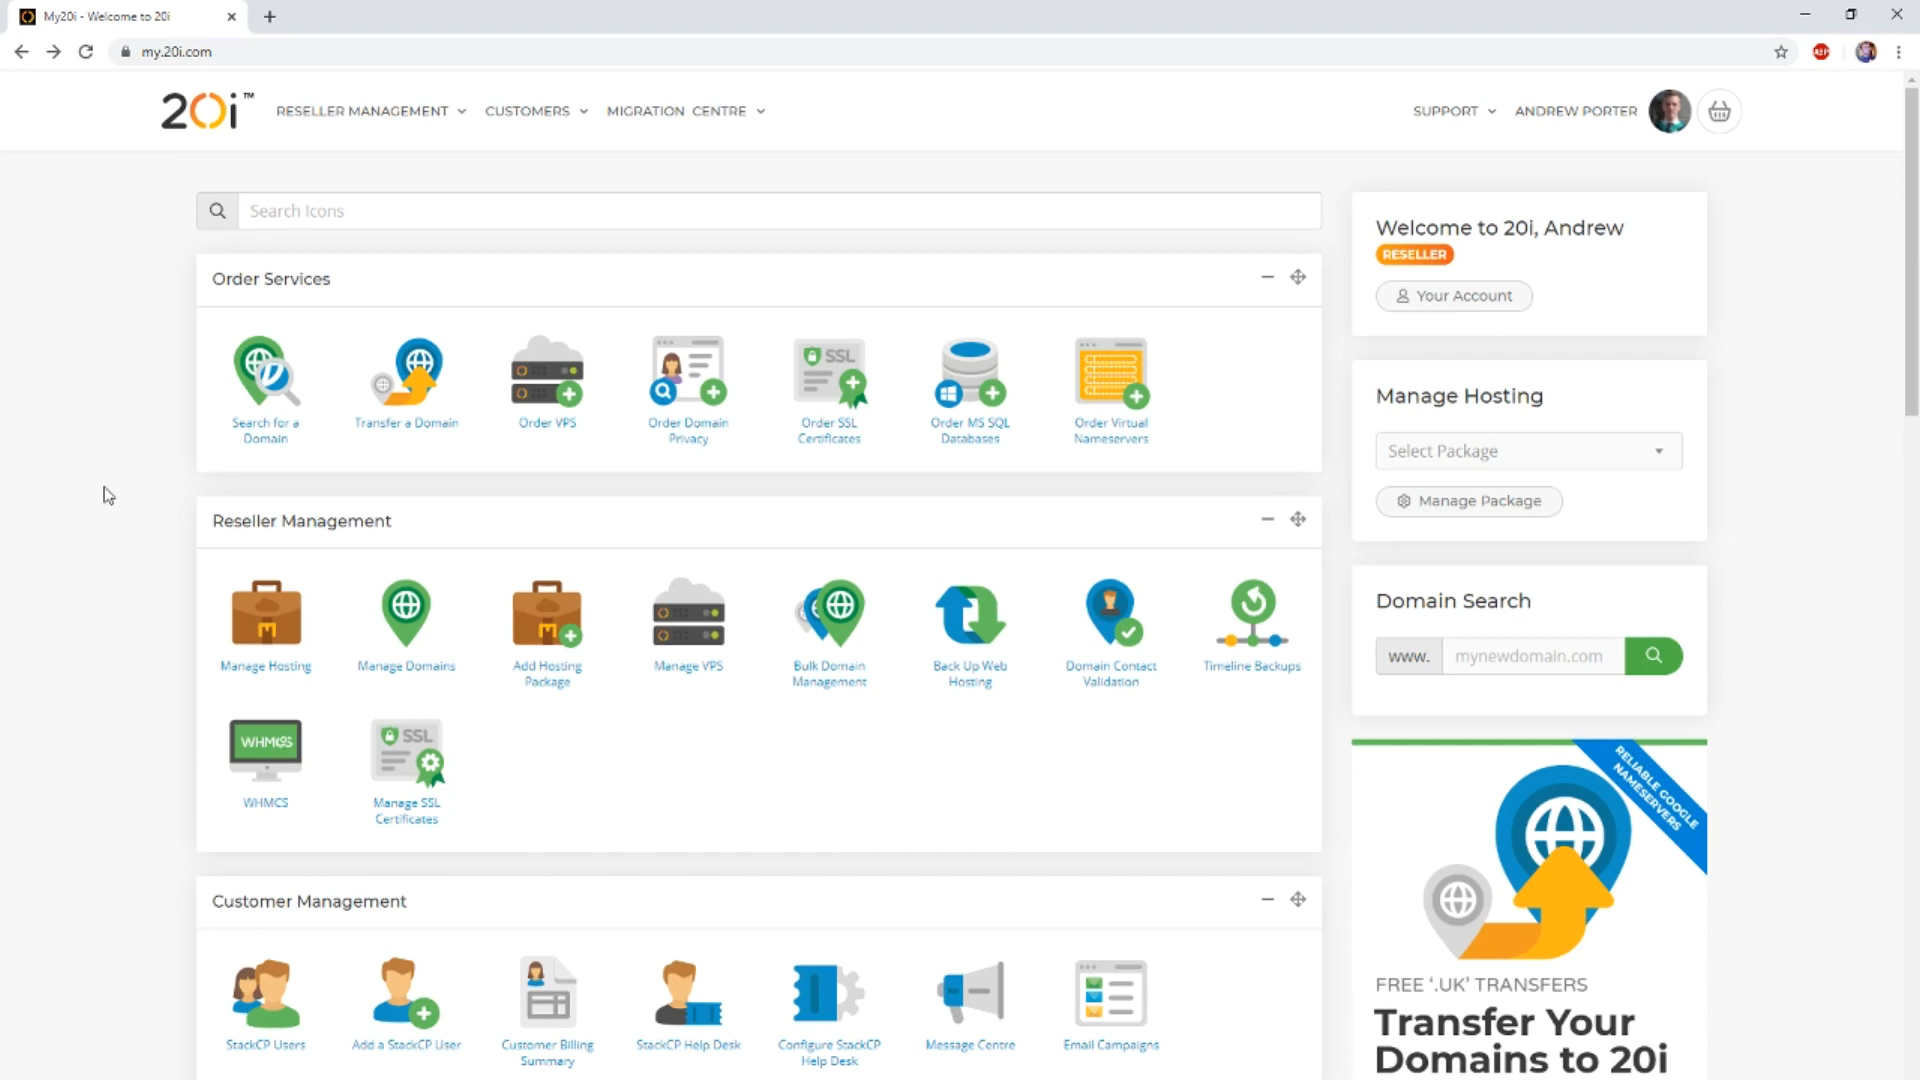 My20i - Welcome to 20i
my.20i.com
ABP
20i™
RESELLER MANAGEMENT
CUSTOMERS
MIGRATION CENTRE
SUPPORT
ANDREW PORTER
Search Icons
Order Services
Search for a
Domain
Transfer a Domain
Order VPS
Order Domain
Privacy
SSL
Order SSL
Certificates
Order MS SQL
Databases
Order Virtual
Nameservers
Reseller Management
Manage Hosting
Manage Domains
Add Hosting
Package
Manage VPS
Bulk Domain
Management
Back Up Web
Hosting
Domain Contact
Validation
Timeline Backups
WHMCS
WHMCS
SSL
Manage SSL
Certificates
Customer Management
StackCP Users
Add a StackCP User
Customer Billing
Summary
StackCP Help Desk
Configure StackCP
Help Desk
Message Centre
Email Campaigns
Welcome to 20i, Andrew
RESELLER
Your Account
Manage Hosting
Select Package
Manage Package
Domain Search
www.
mynewdomain.com
RELIABLE GOOGLE
NAMESERVERS
FREE ‘.UK’ TRANSFERS
Transfer Your
Domains to 20i